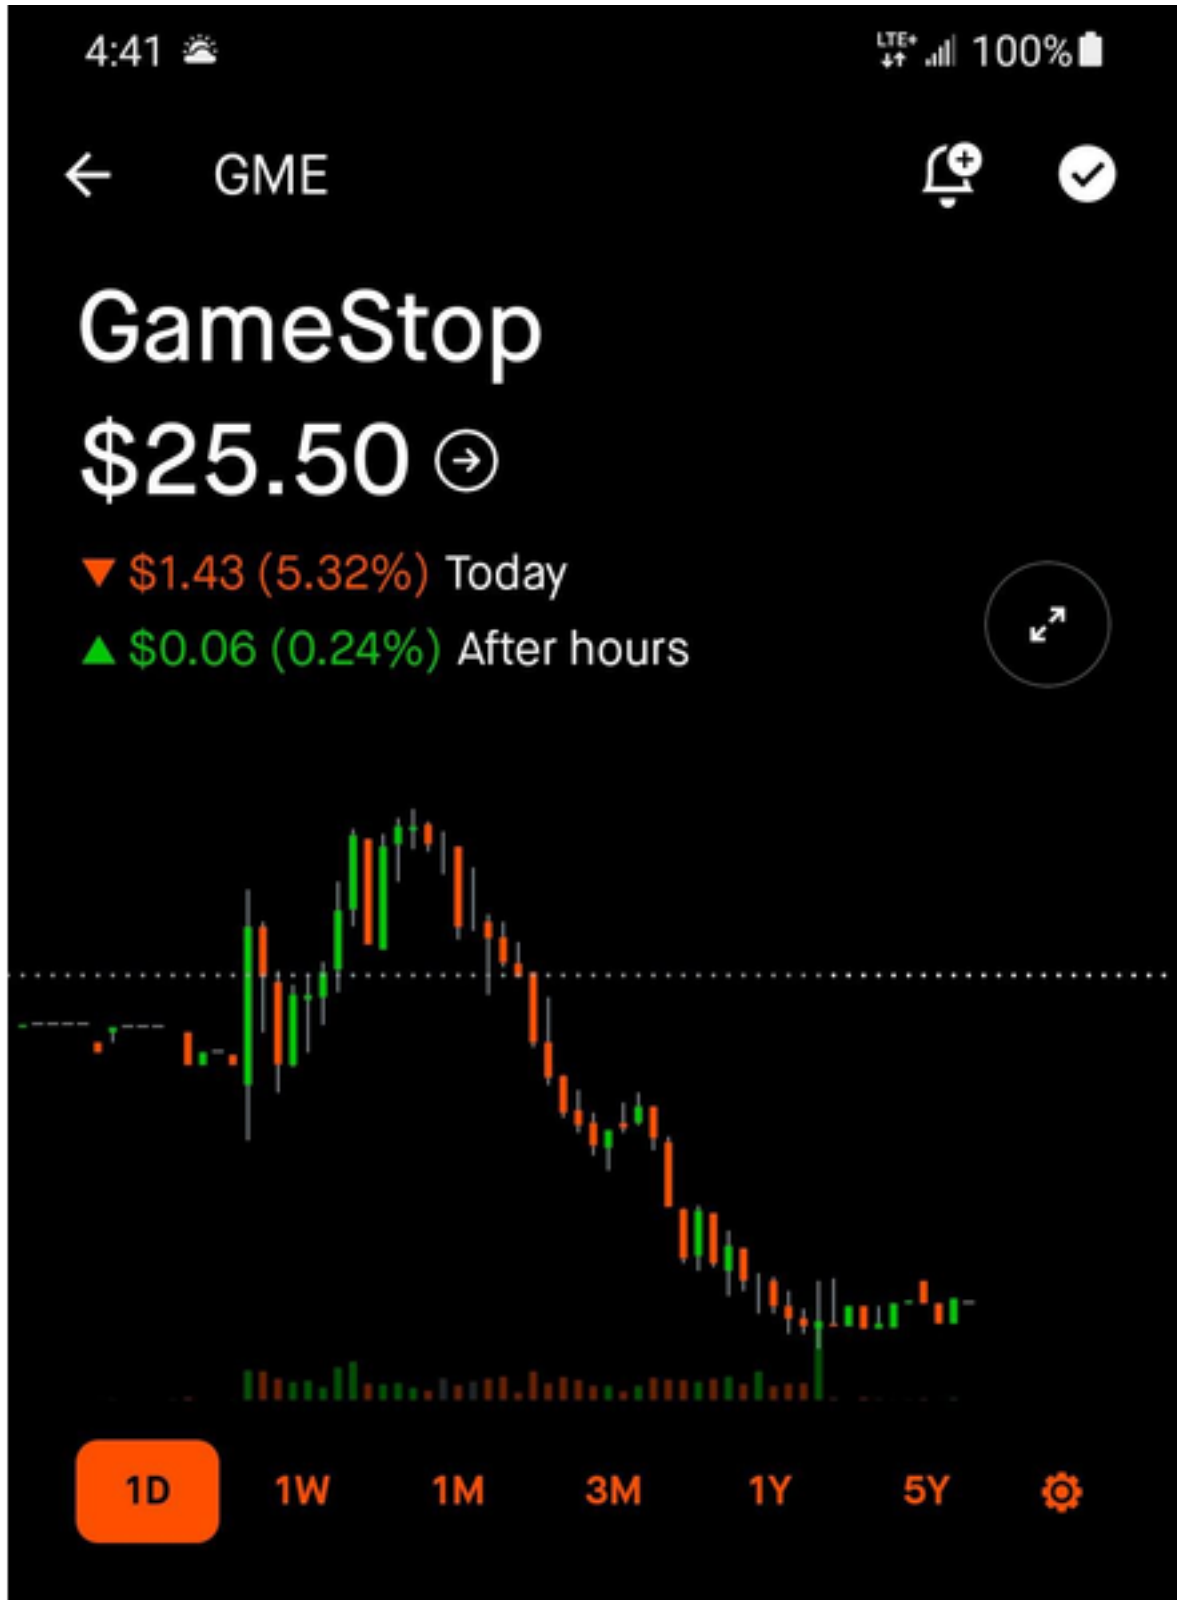 4:41 LTE+ 100%
GME
GameStop
$25.50
▼ $1.43 (5.32%) Today
▲ $0.06 (0.24%) After hours
1D 1W 1M 3M 1Y 5Y